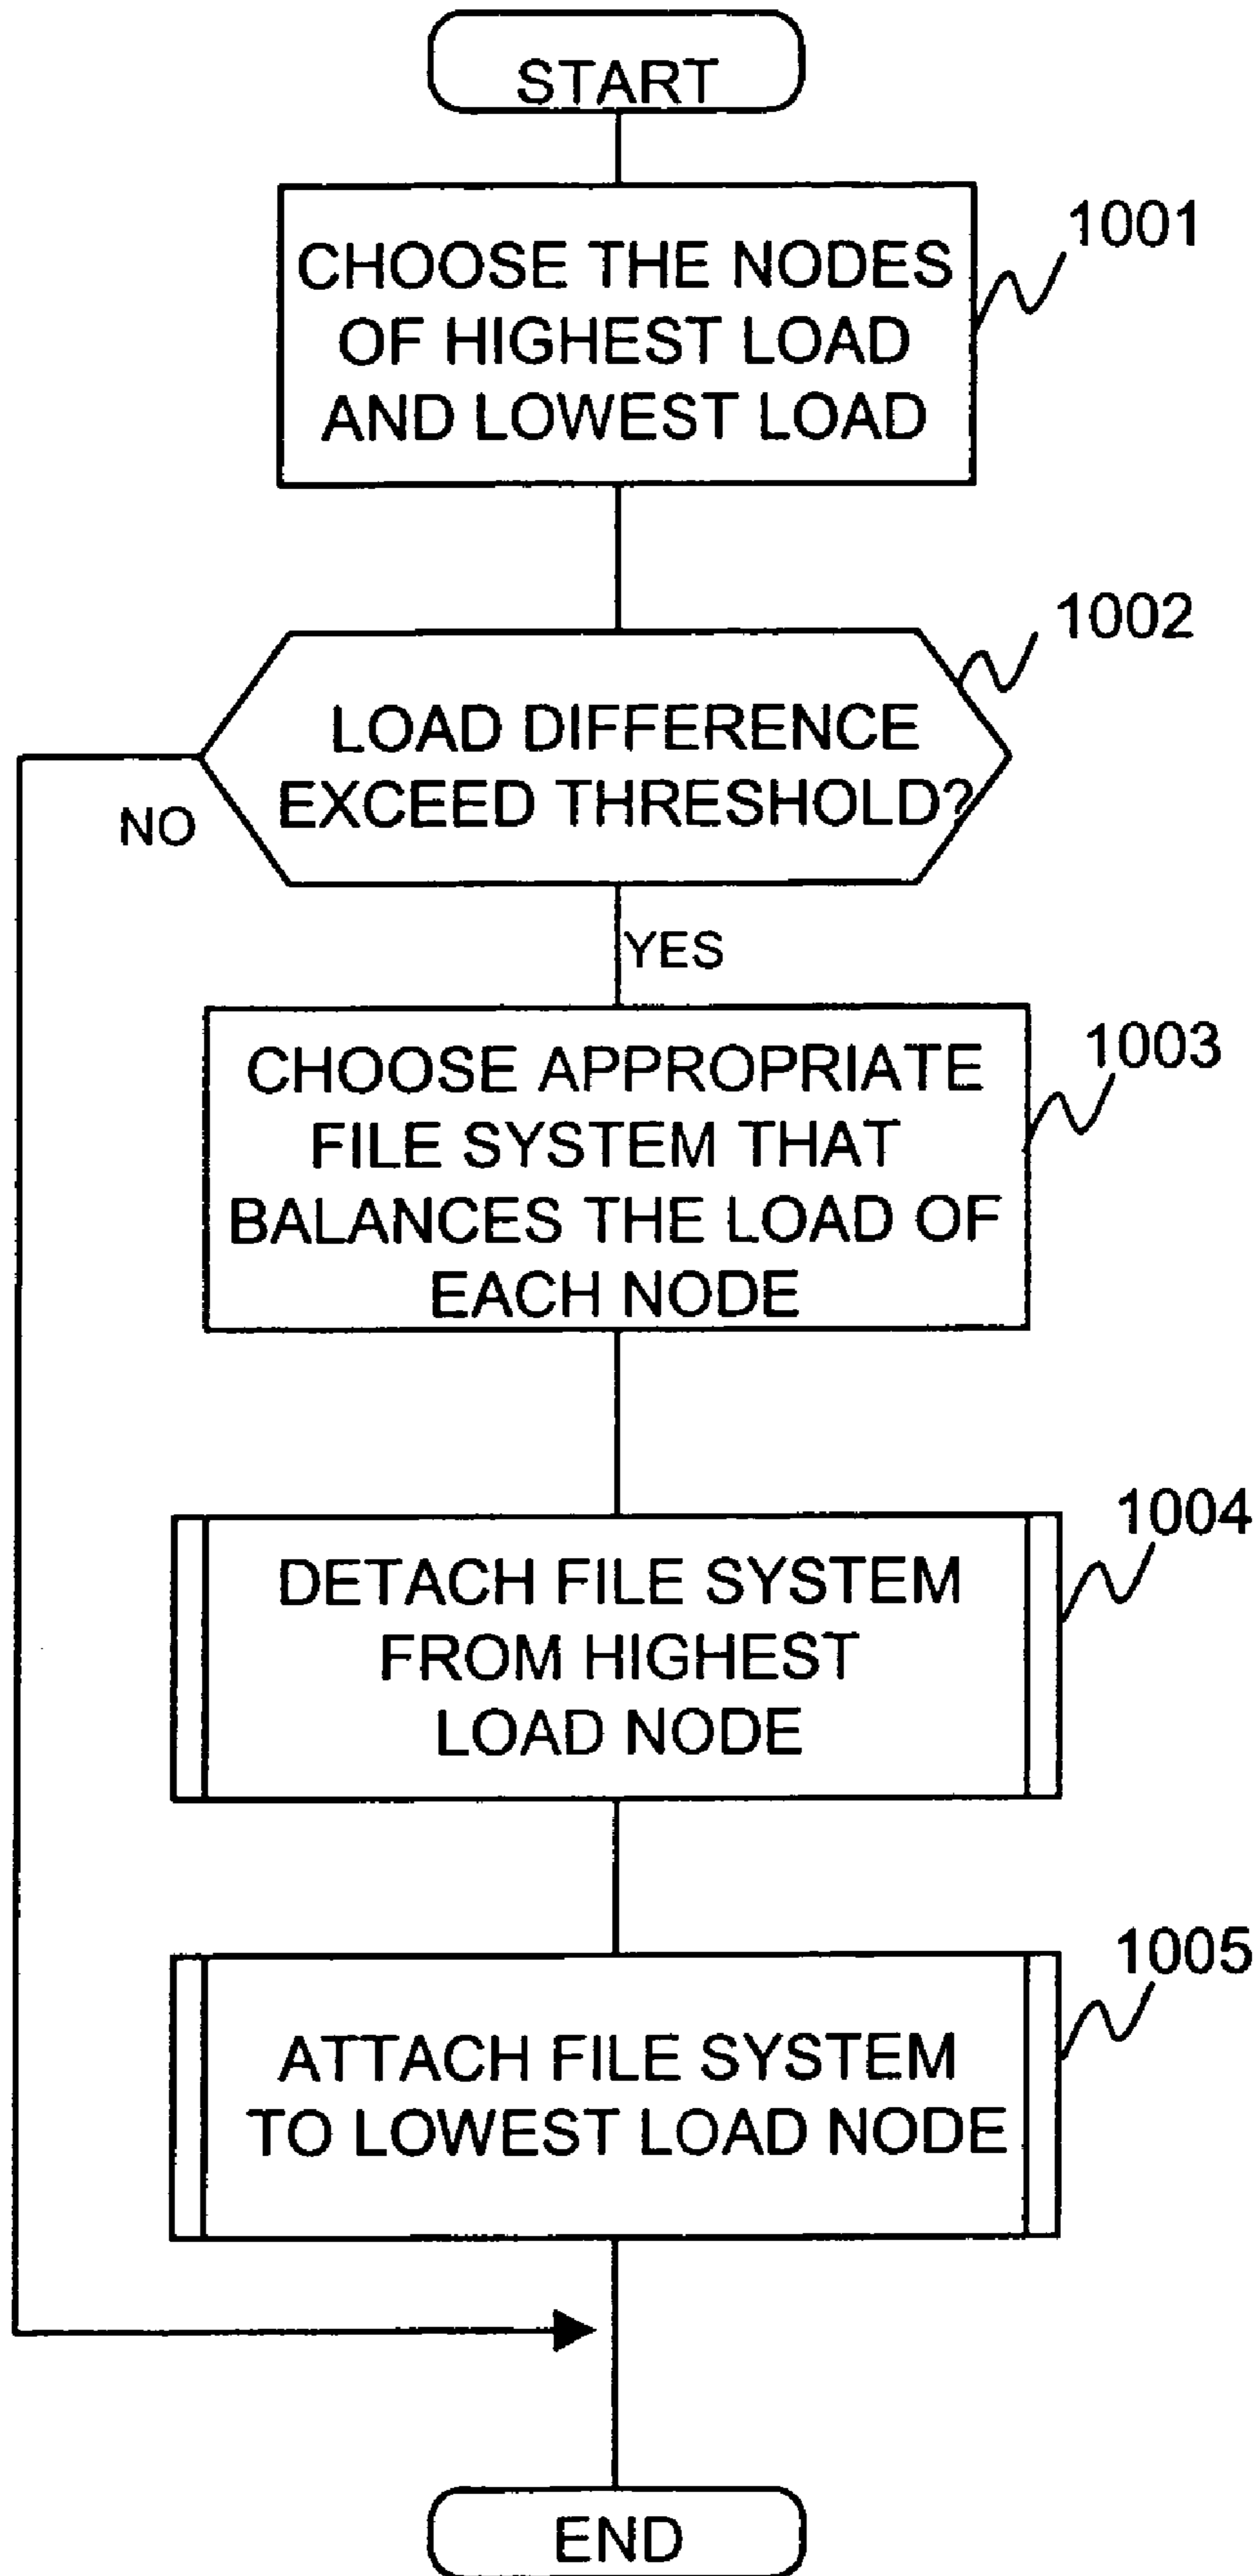 START
1001
CHOOSE THE NODES
OF HIGHEST LOAD
AND LOWEST LOAD
1002
LOAD DIFFERENCE
EXCEED THRESHOLD?
NO
YES
1003
CHOOSE APPROPRIATE
FILE SYSTEM THAT
BALANCES THE LOAD OF
EACH NODE
1004
DETACH FILE SYSTEM
FROM HIGHEST
LOAD NODE
1005
ATTACH FILE SYSTEM
TO LOWEST LOAD NODE
END